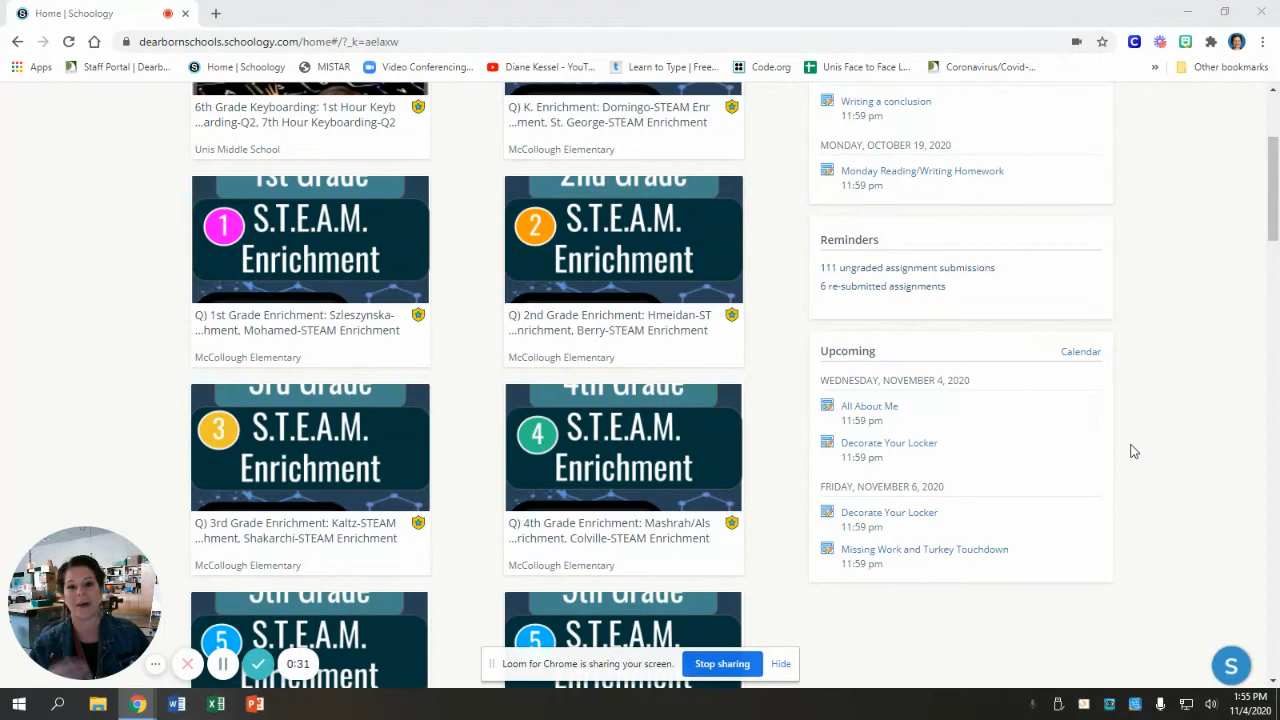 Home | Schoology
dearbornschools.schoology.com/home#/?_k=aelaxw
Apps
Staff Portal | Dearb...
Home | Schoology
MISTAR
Video Conferencing...
Diane Kessel - YouT...
Learn to Type | Free...
Code.org
Unis Face to Face L...
Coronavirus/Covid-...
»
Other bookmarks
6th Grade Keyboarding: 1st Hour Keyb
...arding-Q2, 7th Hour Keyboarding-Q2
Unis Middle School
Q) K. Enrichment: Domingo-STEAM Enr
...ment, St. George-STEAM Enrichment
McCollough Elementary
1st Grade
1
S.T.E.A.M.
Enrichment
Q) 1st Grade Enrichment: Szleszynska-
...hment, Mohamed-STEAM Enrichment
McCollough Elementary
2nd Grade
2
S.T.E.A.M.
Enrichment
Q) 2nd Grade Enrichment: Hmeidan-ST
...nrichment, Berry-STEAM Enrichment
McCollough Elementary
3rd Grade
3
S.T.E.A.M.
Enrichment
Q) 3rd Grade Enrichment: Kaltz-STEAM
...hment, Shakarchi-STEAM Enrichment
McCollough Elementary
4th Grade
4
S.T.E.A.M.
Enrichment
Q) 4th Grade Enrichment: Mashrah/Als
...richment, Colville-STEAM Enrichment
McCollough Elementary
5th Grade
5
S.T.E.A.M.
Enrichment
5th Grade
5
S.T.E.A.M.
Enrichment
Writing a conclusion
11:59 pm
MONDAY, OCTOBER 19, 2020
Monday Reading/Writing Homework
11:59 pm
Reminders
111 ungraded assignment submissions
6 re-submitted assignments
Upcoming
Calendar
WEDNESDAY, NOVEMBER 4, 2020
All About Me
11:59 pm
Decorate Your Locker
11:59 pm
FRIDAY, NOVEMBER 6, 2020
Decorate Your Locker
11:59 pm
Missing Work and Turkey Touchdown
11:59 pm
0:31
Loom for Chrome is sharing your screen.
Stop sharing
Hide
S
1:55 PM
11/4/2020